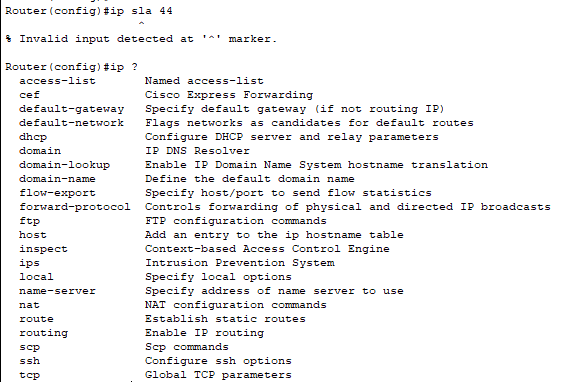 Router(config)#ip sla 44
^
% Invalid input detected at '^' marker.
Router(config)#ip ?
access-list Named access-list
cef Cisco Express Forwarding
default-gateway Specify default gateway (if not routing IP)
default-network Flags networks as candidates for default routes
dhcp Configure DHCP server and relay parameters
domain IP DNS Resolver
domain-lookup Enable IP Domain Name System hostname translation
domain-name Define the default domain name
flow-export Specify host/port to send flow statistics
forward-protocol Controls forwarding of physical and directed IP broadcasts
ftp FTP configuration commands
host Add an entry to the ip hostname table
inspect Context-based Access Control Engine
ips Intrusion Prevention System
local Specify local options
name-server Specify address of name server to use
nat NAT configuration commands
route Establish static routes
routing Enable IP routing
scp Scp commands
ssh Configure ssh options
tcp Global TCP parameters